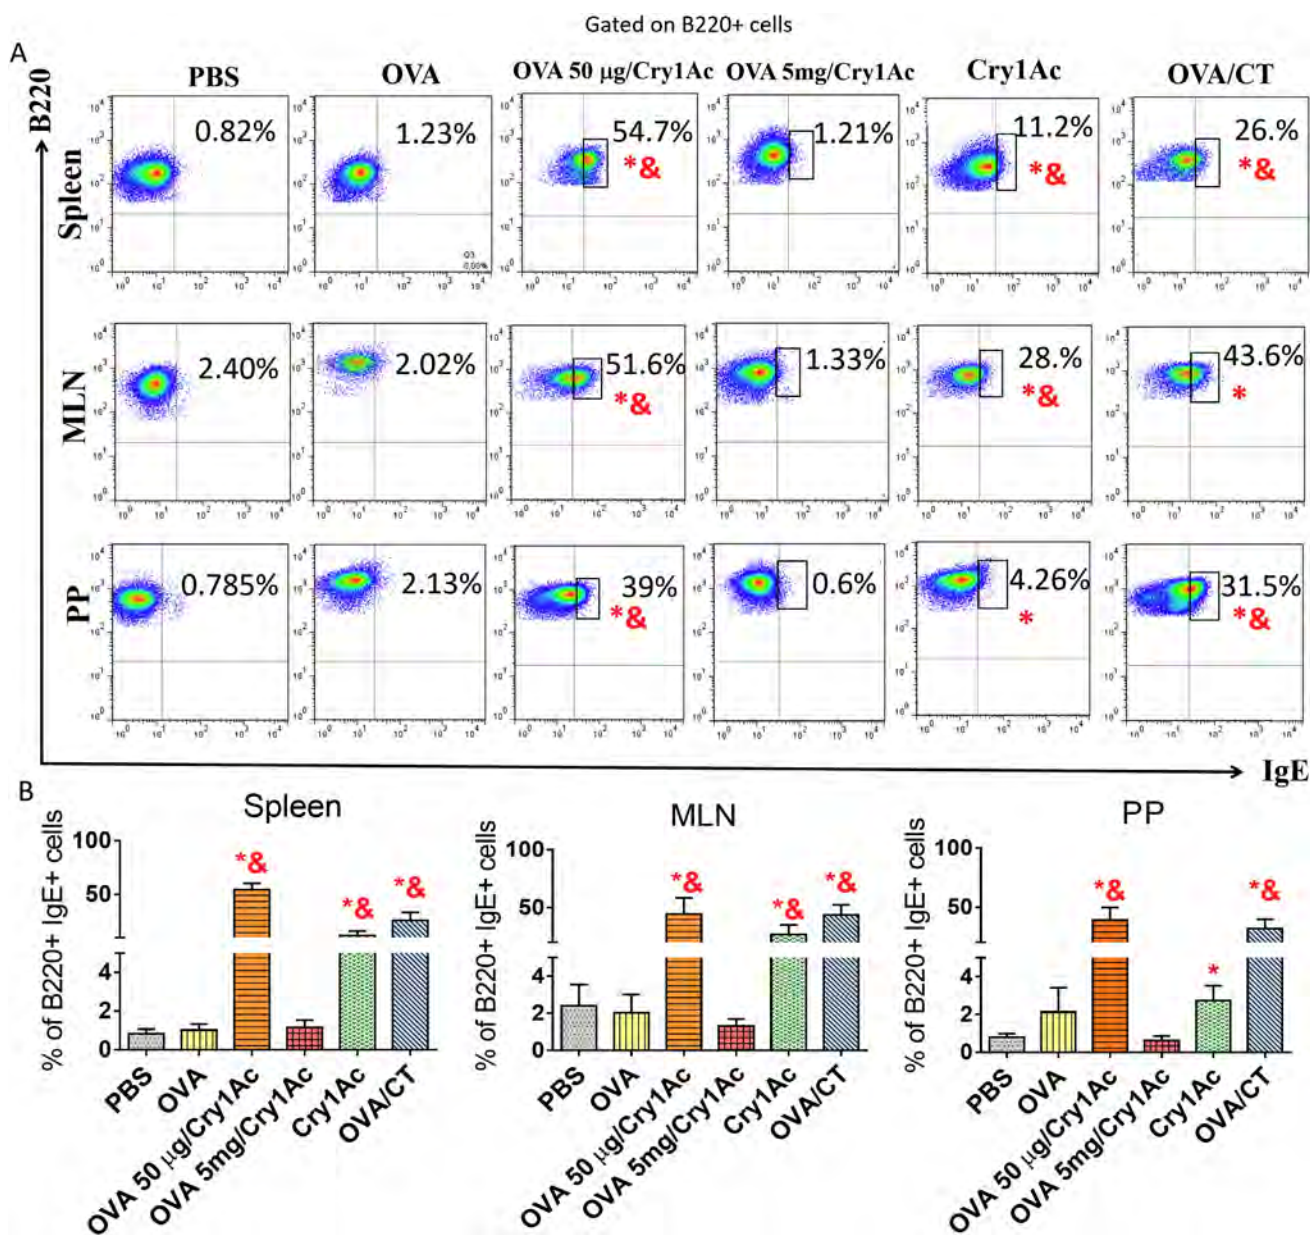 Gated on B220+ cells
A
PBS OVA OVA 50 µg/Cry1Ac OVA 5mg/Cry1Ac Cry1Ac OVA/CT
B220
Spleen
0.82% 1.23% 54.7% 1.21% 11.2% 26.%
*& *& *&
MLN
2.40% 2.02% 51.6% 1.33% 28.% 43.6%
*& *& *
PP
0.785% 2.13% 39% 0.6% 4.26% 31.5%
*& * *&
IgE
B
Spleen
% of B220+ IgE+ cells
100
50
4
2
0
*& *& *&
PBS OVA OVA 50 µg/Cry1Ac OVA 5mg/Cry1Ac Cry1Ac OVA/CT
MLN
% of B220+ IgE+ cells
100
50
4
2
0
*& *& *&
PBS OVA OVA 50 µg/Cry1Ac OVA 5mg/Cry1Ac Cry1Ac OVA/CT
PP
% of B220+ IgE+ cells
100
50
4
2
0
*& * *&
PBS OVA OVA 50 µg/Cry1Ac OVA 5mg/Cry1Ac Cry1Ac OVA/CT